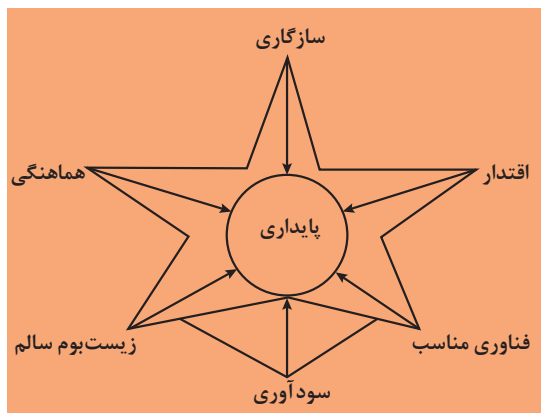 سازگاری
اقتدار
هماهنگی
پایداری
فناوری مناسب
زیست‌بوم سالم
سودآوری